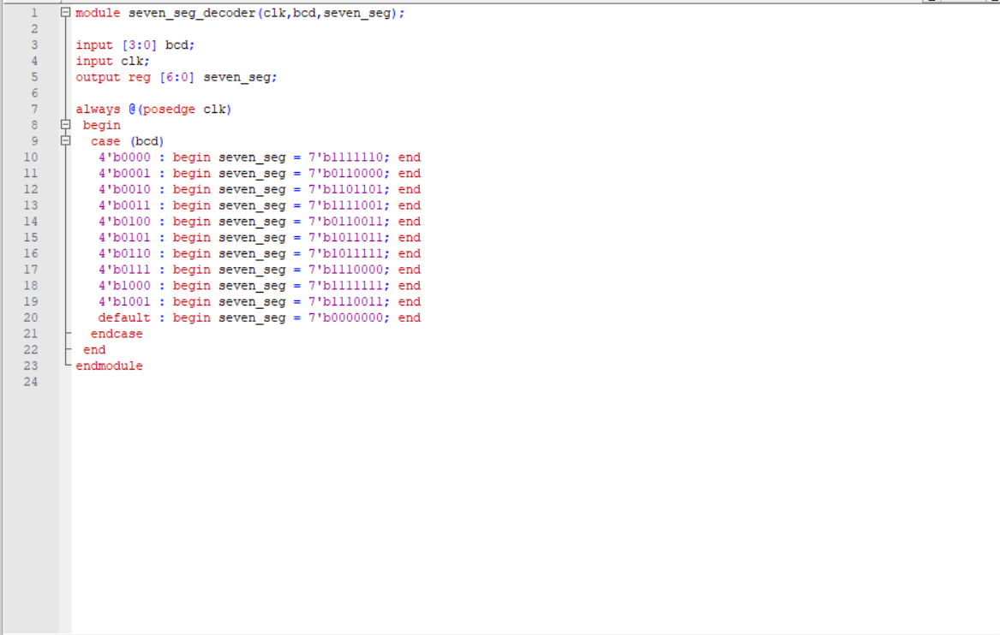 1 module seven_seg_decoder(clk,bcd,seven_seg);
2
3 input [3:0] bcd;
4 input clk;
5 output reg [6:0] seven_seg;
6
7 always @(posedge clk)
8 begin
9 case (bcd)
10 4'b0000 : begin seven_seg = 7'b1111110; end
11 4'b0001 : begin seven_seg = 7'b0110000; end
12 4'b0010 : begin seven_seg = 7'b1101101; end
13 4'b0011 : begin seven_seg = 7'b1111001; end
14 4'b0100 : begin seven_seg = 7'b0110011; end
15 4'b0101 : begin seven_seg = 7'b1011011; end
16 4'b0110 : begin seven_seg = 7'b1011111; end
17 4'b0111 : begin seven_seg = 7'b1110000; end
18 4'b1000 : begin seven_seg = 7'b1111111; end
19 4'b1001 : begin seven_seg = 7'b1110011; end
20 default : begin seven_seg = 7'b0000000; end
21 endcase
22 end
23 endmodule
24